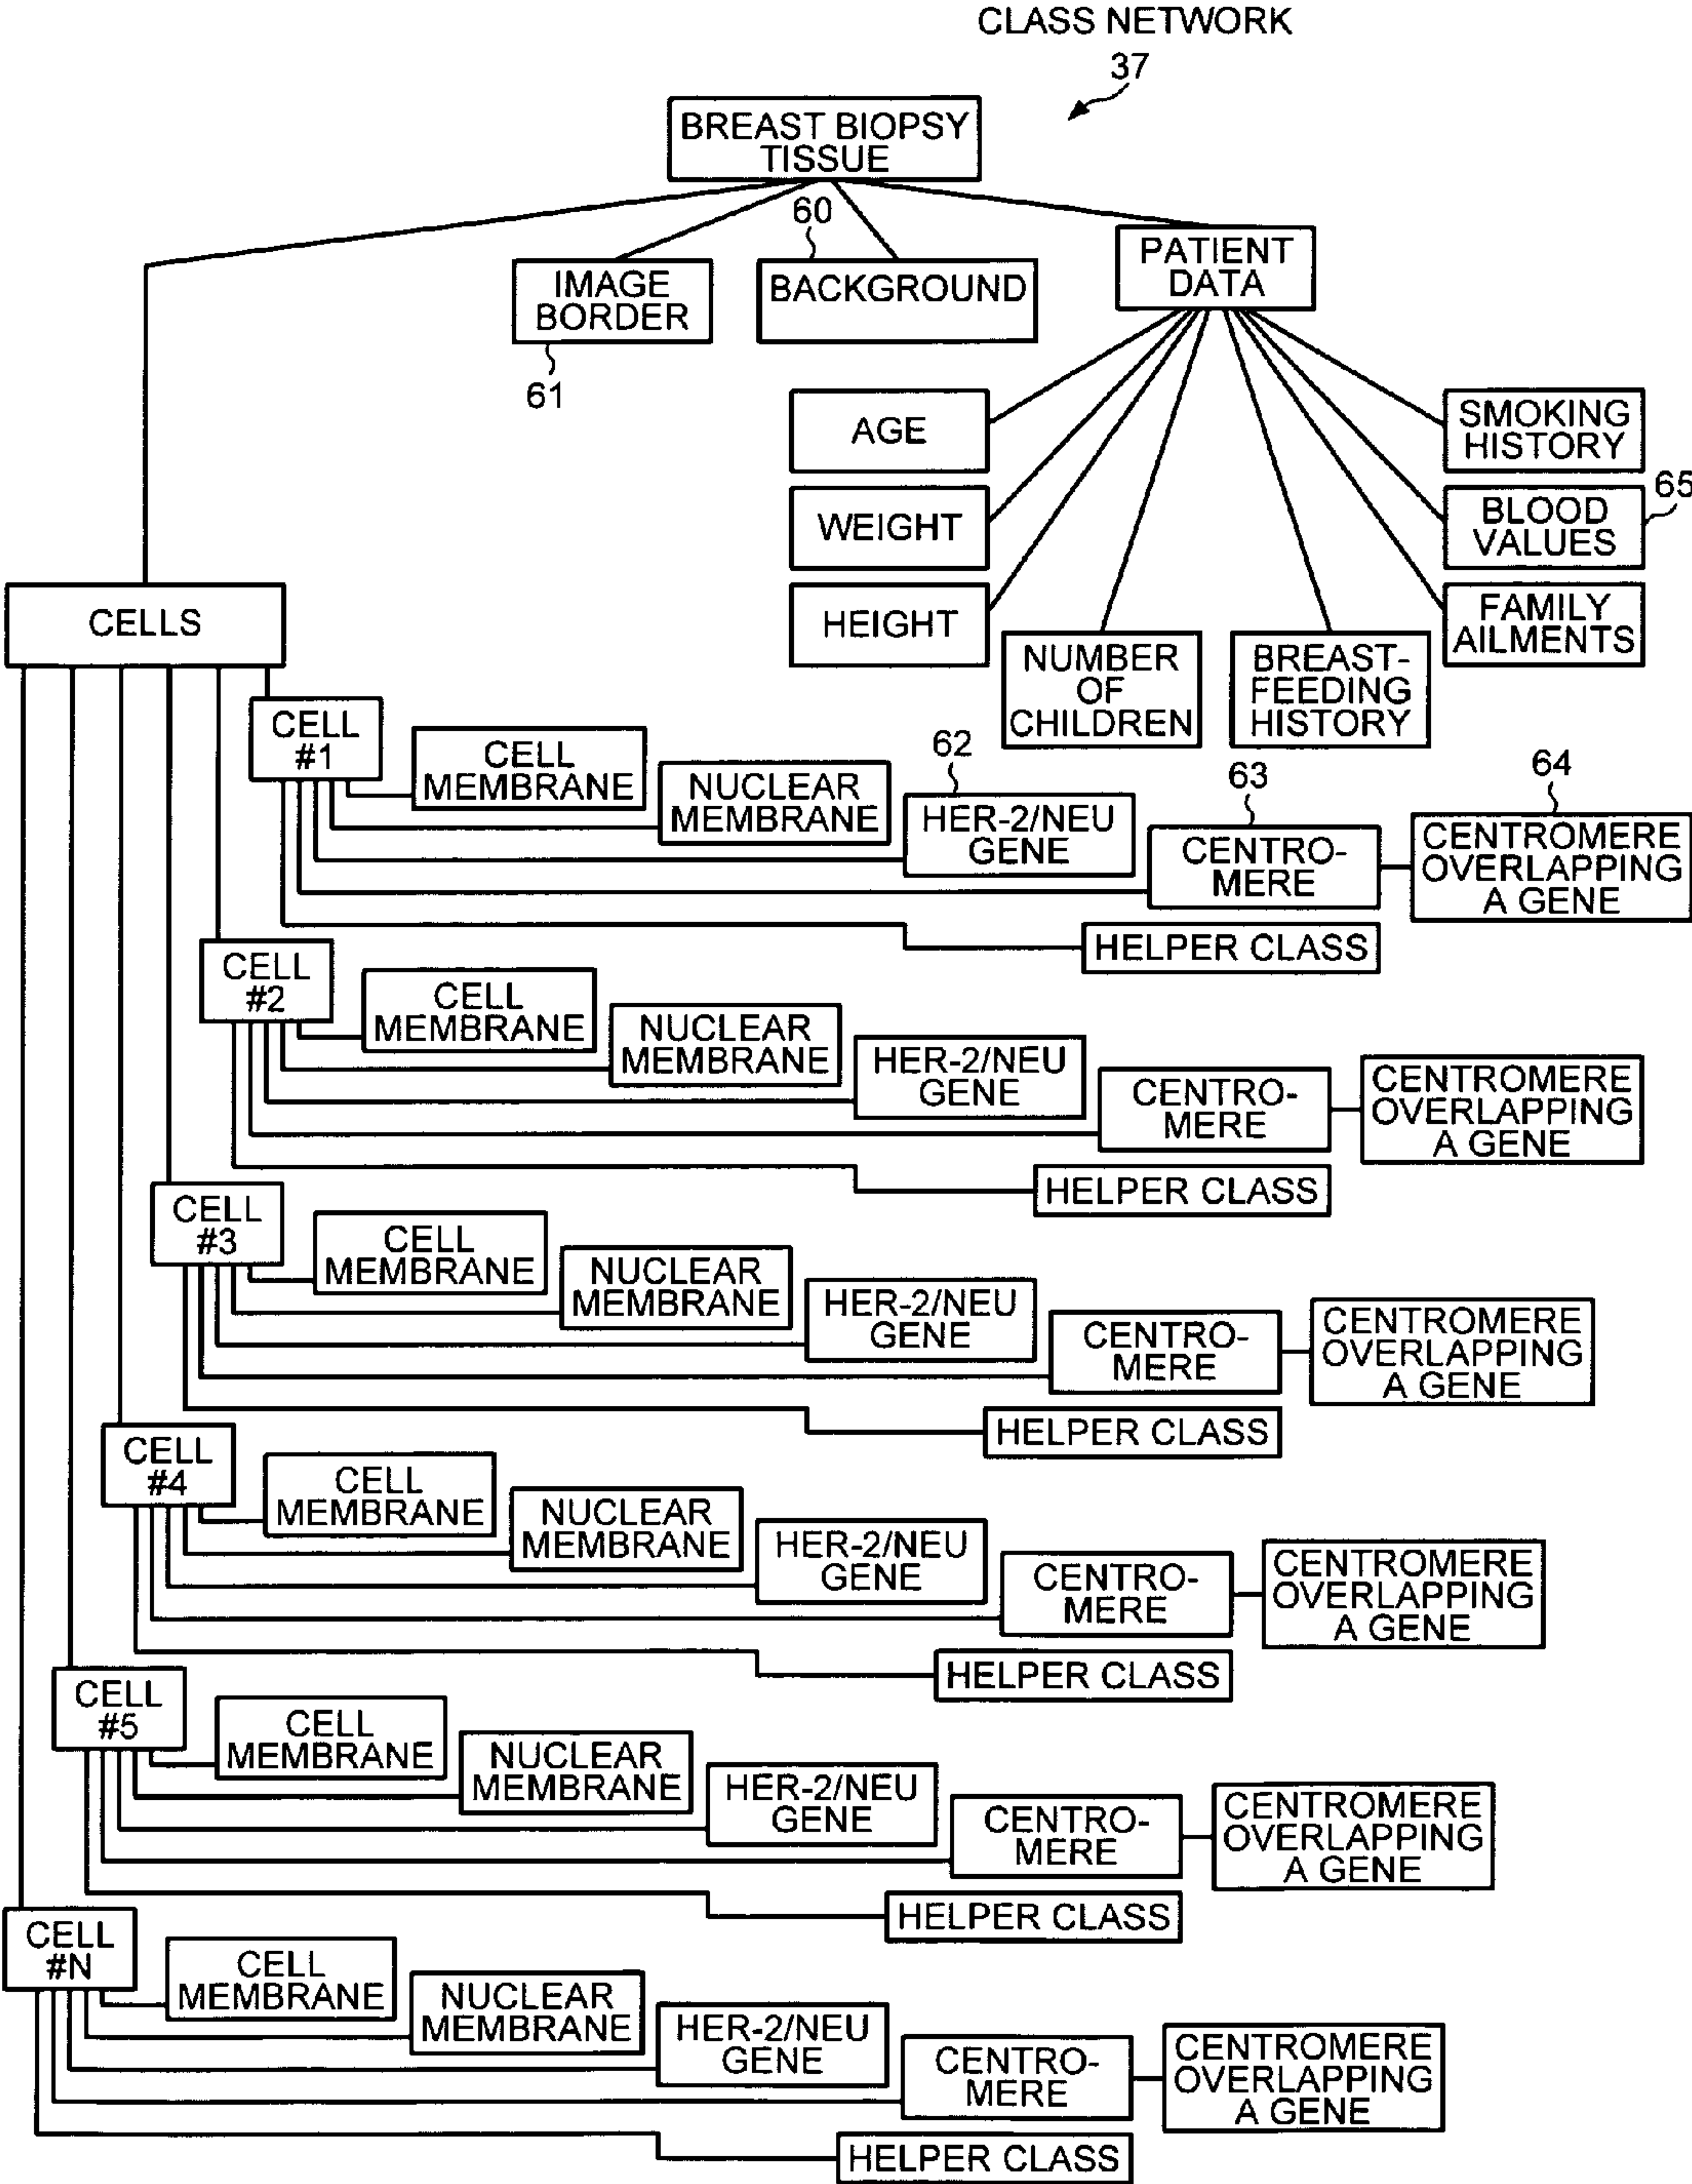 CLASS NETWORK
37
BREAST BIOPSY
TISSUE
60
IMAGE
BORDER
61
BACKGROUND
PATIENT
DATA
AGE
WEIGHT
HEIGHT
NUMBER
OF
CHILDREN
BREAST-
FEEDING
HISTORY
SMOKING
HISTORY
BLOOD
VALUES
65
FAMILY
AILMENTS
CELLS
CELL
#1
CELL
MEMBRANE
NUCLEAR
MEMBRANE
62
HER-2/NEU
GENE
63
CENTRO-
MERE
64
CENTROMERE
OVERLAPPING
A GENE
HELPER CLASS
CELL
#2
CELL
MEMBRANE
NUCLEAR
MEMBRANE
HER-2/NEU
GENE
CENTRO-
MERE
CENTROMERE
OVERLAPPING
A GENE
HELPER CLASS
CELL
#3
CELL
MEMBRANE
NUCLEAR
MEMBRANE
HER-2/NEU
GENE
CENTRO-
MERE
CENTROMERE
OVERLAPPING
A GENE
HELPER CLASS
CELL
#4
CELL
MEMBRANE
NUCLEAR
MEMBRANE
HER-2/NEU
GENE
CENTRO-
MERE
CENTROMERE
OVERLAPPING
A GENE
HELPER CLASS
CELL
#5
CELL
MEMBRANE
NUCLEAR
MEMBRANE
HER-2/NEU
GENE
CENTRO-
MERE
CENTROMERE
OVERLAPPING
A GENE
HELPER CLASS
CELL
#N
CELL
MEMBRANE
NUCLEAR
MEMBRANE
HER-2/NEU
GENE
CENTRO-
MERE
CENTROMERE
OVERLAPPING
A GENE
HELPER CLASS